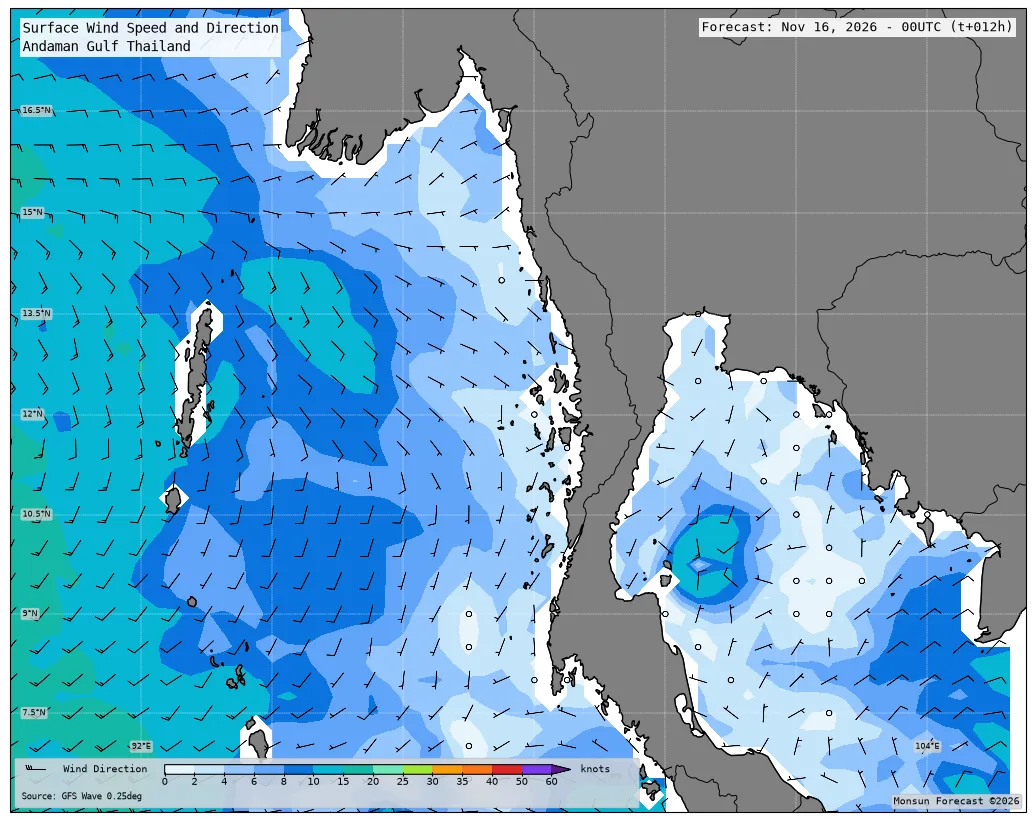 Surface Wind Speed and Direction
Andaman Gulf Thailand
Forecast: Nov 16, 2026 - 00UTC (t+012h)
16.5°N
15°N
13.5°N
12°N
10.5°N
9°N
7.5°N
92°E
104°E
Wind Direction
0 2 4 6 8 10 15 20 25 30 35 40 50 60 knots
Source: GFS Wave 0.25deg
Monsun Forecast ©2026